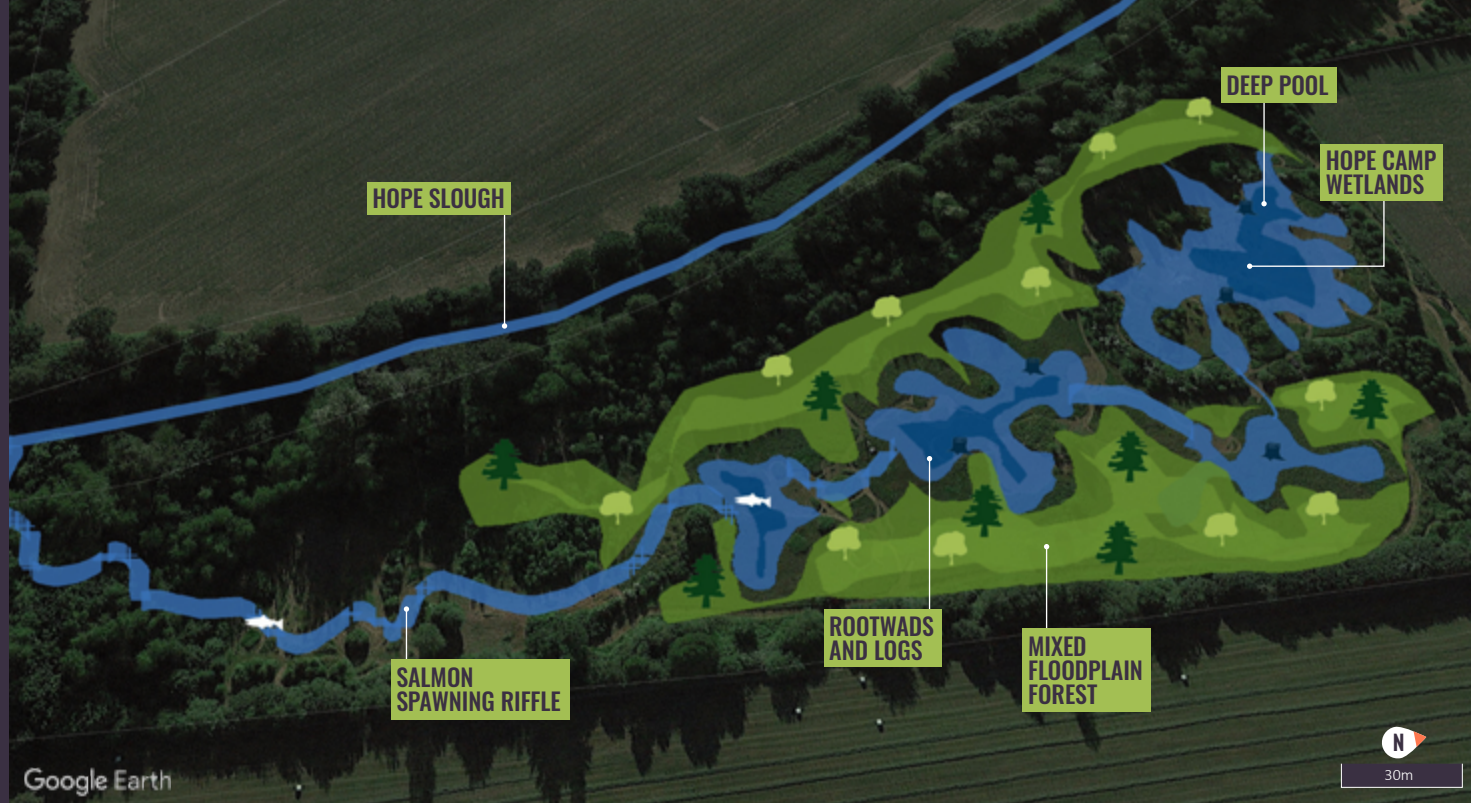 DEEP POOL
HOPE CAMP
WETLANDS
HOPE SLOUGH
ROOTWADS
AND LOGS
MIXED
FLOODPLAIN
FOREST
SALMON
SPAWNING RIFFLE
N
30m
Google Earth